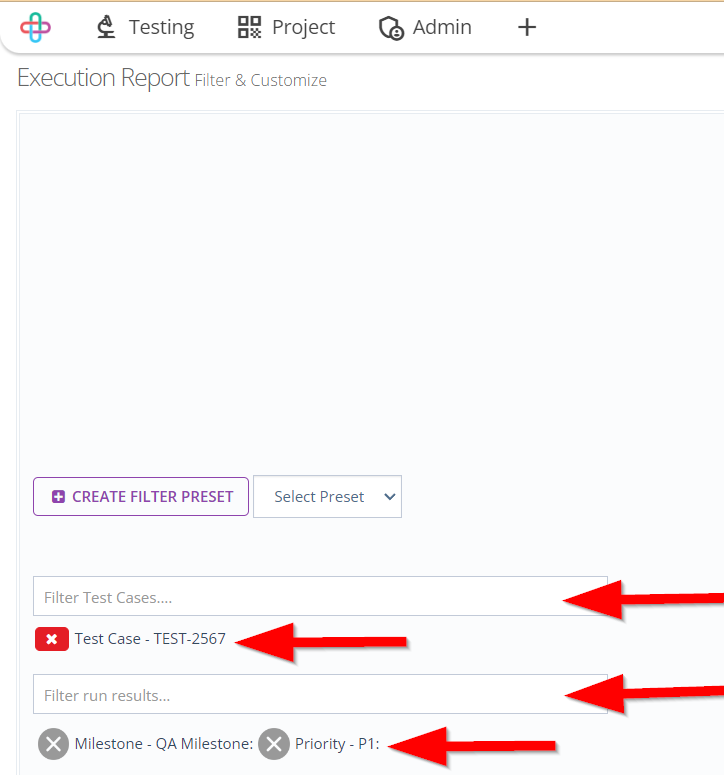 Testing Project Admin
Execution Report Filter & Customize
CREATE FILTER PRESET Select Preset
Filter Test Cases....
Test Case - TEST-2567
Filter run results...
Milestone - QA Milestone: Priority - P1: